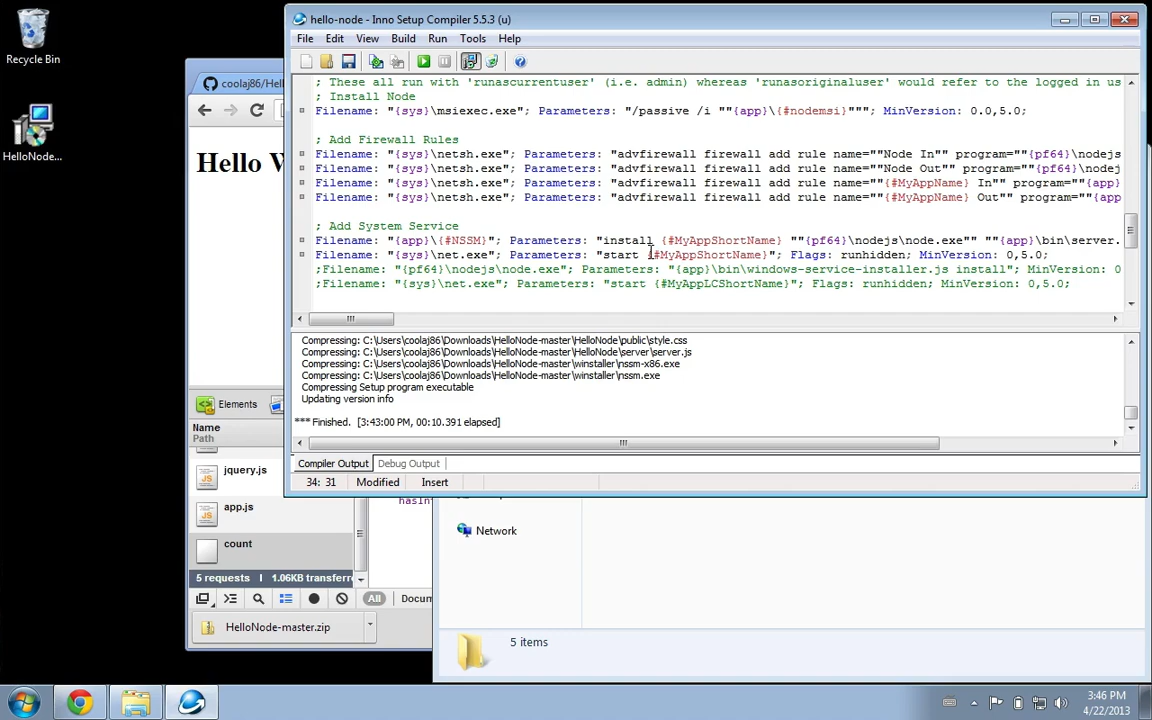 Recycle Bin
HelloNode...
coolaj86/Hell
Hello W
Elements
Name
Path
jquery.js
app.js
count
5 requests | 1.06KB transferre
All
Docum
HelloNode-master.zip
hello-node - Inno Setup Compiler 5.5.3 (u)
File Edit View Build Run Tools Help
; These all run with 'runascurrentuser' (i.e. admin) whereas 'runasoriginaluser' would refer to the logged in us
; Install Node
Filename: "{sys}\msiexec.exe"; Parameters: "/passive /i ""{app}\{#nodemsi}"""; MinVersion: 0.0,5.0;
; Add Firewall Rules
Filename: "{sys}\netsh.exe"; Parameters: "advfirewall firewall add rule name=""Node In"" program=""{pf64}\nodejs
Filename: "{sys}\netsh.exe"; Parameters: "advfirewall firewall add rule name=""Node Out"" program=""{pf64}\nodej
Filename: "{sys}\netsh.exe"; Parameters: "advfirewall firewall add rule name=""{#MyAppName} In"" program=""{app}
Filename: "{sys}\netsh.exe"; Parameters: "advfirewall firewall add rule name=""{#MyAppName} Out"" program=""{app
; Add System Service
Filename: "{app}\{#NSSM}"; Parameters: "install {#MyAppShortName} ""{pf64}\nodejs\node.exe"" ""{app}\bin\server.
Filename: "{sys}\net.exe"; Parameters: "start {#MyAppShortName}"; Flags: runhidden; MinVersion: 0,5.0;
;Filename: "{pf64}\nodejs\node.exe"; Parameters: "{app}\bin\windows-service-installer.js install"; MinVersion: 0
;Filename: "{sys}\net.exe"; Parameters: "start {#MyAppLCShortName}"; Flags: runhidden; MinVersion: 0,5.0;
Compressing: C:\Users\coolaj86\Downloads\HelloNode-master\HelloNode\public\style.css
Compressing: C:\Users\coolaj86\Downloads\HelloNode-master\HelloNode\server\server.js
Compressing: C:\Users\coolaj86\Downloads\HelloNode-master\winstaller\nssm-x86.exe
Compressing: C:\Users\coolaj86\Downloads\HelloNode-master\winstaller\nssm.exe
Compressing Setup program executable
Updating version info
*** Finished. [3:43:00 PM, 00:10.391 elapsed]
Compiler Output
Debug Output
34: 31 Modified Insert
Network
5 items
3:46 PM
4/22/2013